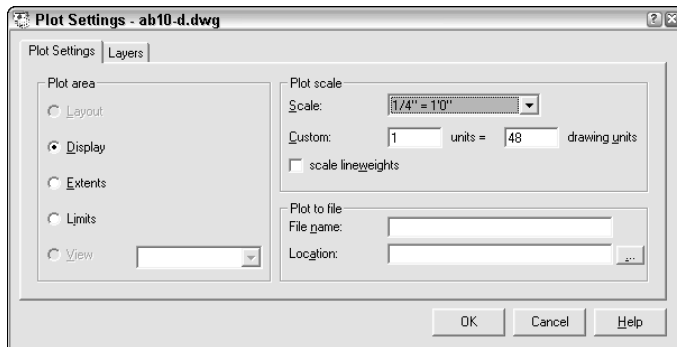 Plot Settings - ab10-d.dwg
Plot Settings
Layers
Plot area
Layout
Display
Extents
Limits
View
Plot scale
Scale: 1/4" = 1'0"
Custom: 1 units = 48 drawing units
scale lineweights
Plot to file
File name:
Location:
...
OK Cancel Help